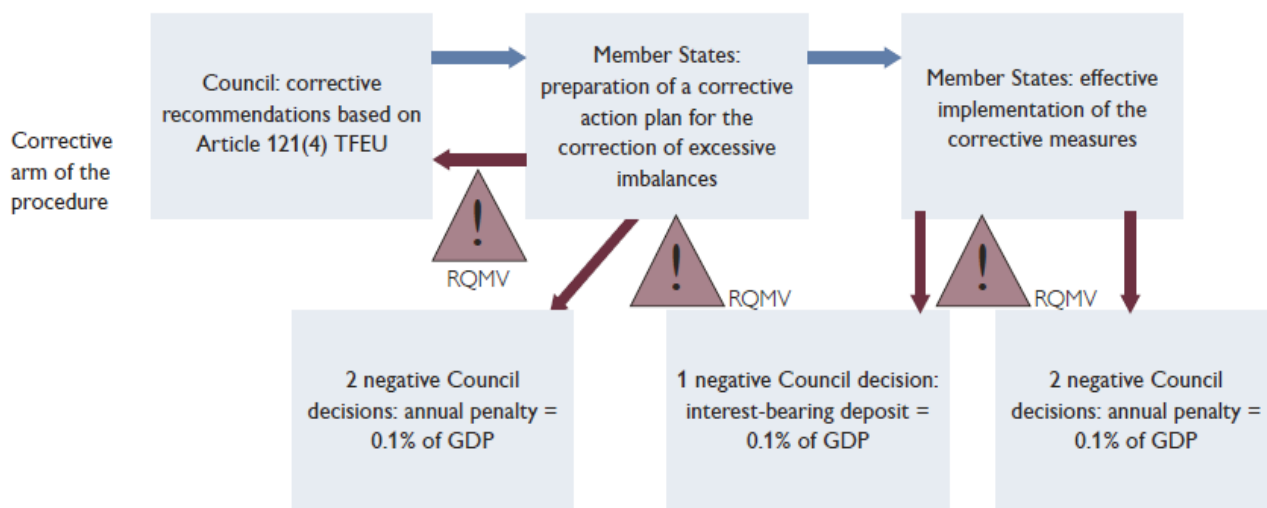 Corrective
arm of the
procedure
Council: corrective
recommendations based on
Article 121(4) TFEU
Member States:
preparation of a corrective
action plan for the
correction of excessive
imbalances
Member States: effective
implementation of the
corrective measures
!
RQMV
!
RQMV
!
RQMV
2 negative Council
decisions: annual penalty =
0.1% of GDP
1 negative Council decision:
interest-bearing deposit =
0.1% of GDP
2 negative Council
decisions: annual penalty =
0.1% of GDP